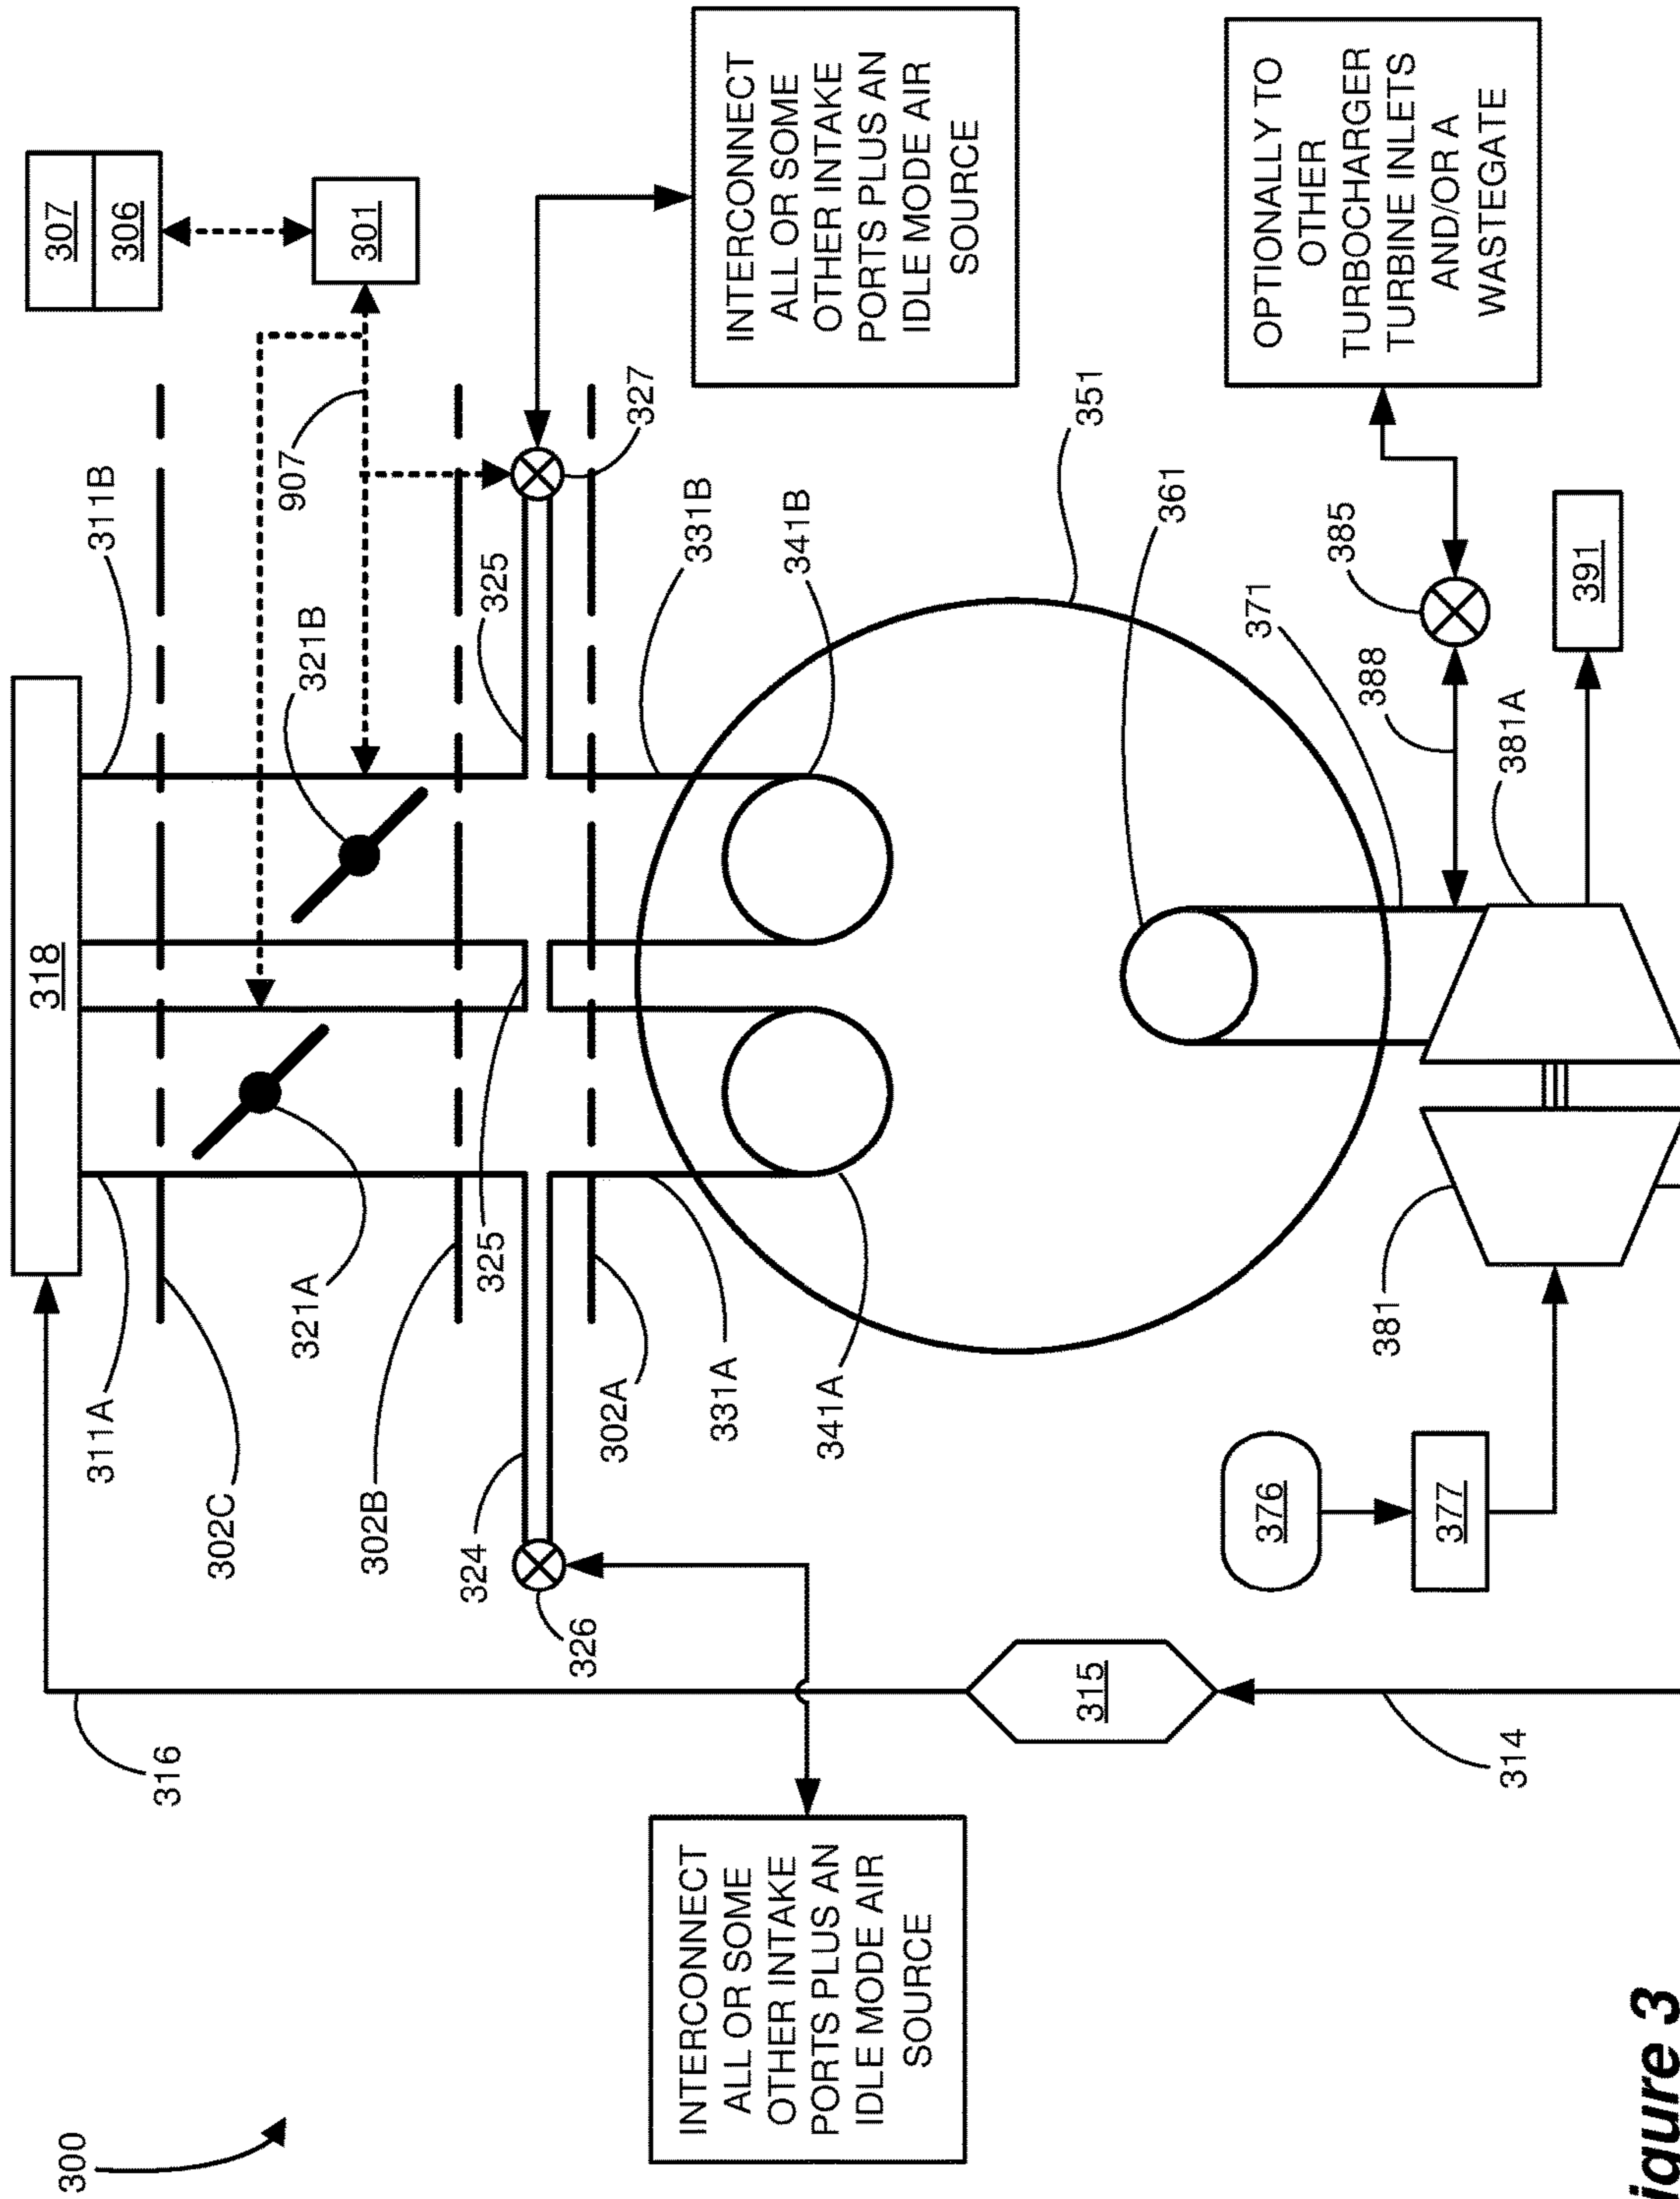 300
318
307
306
311A
311B
316
302C
907
321A
321B
301
302B
324
325
325
326
302A
327
331A
331B
341A
341B
INTERCONNECT
ALL OR SOME
OTHER INTAKE
PORTS PLUS AN
IDLE MODE AIR
SOURCE
INTERCONNECT
ALL OR SOME
OTHER INTAKE
PORTS PLUS AN
IDLE MODE AIR
SOURCE
351
315
361
371
376
385
388
381
377
OPTIONALLY TO
OTHER
TURBOCHARGER
TURBINE INLETS
AND/OR A
WASTEGATE
314
381A
391
igure 3